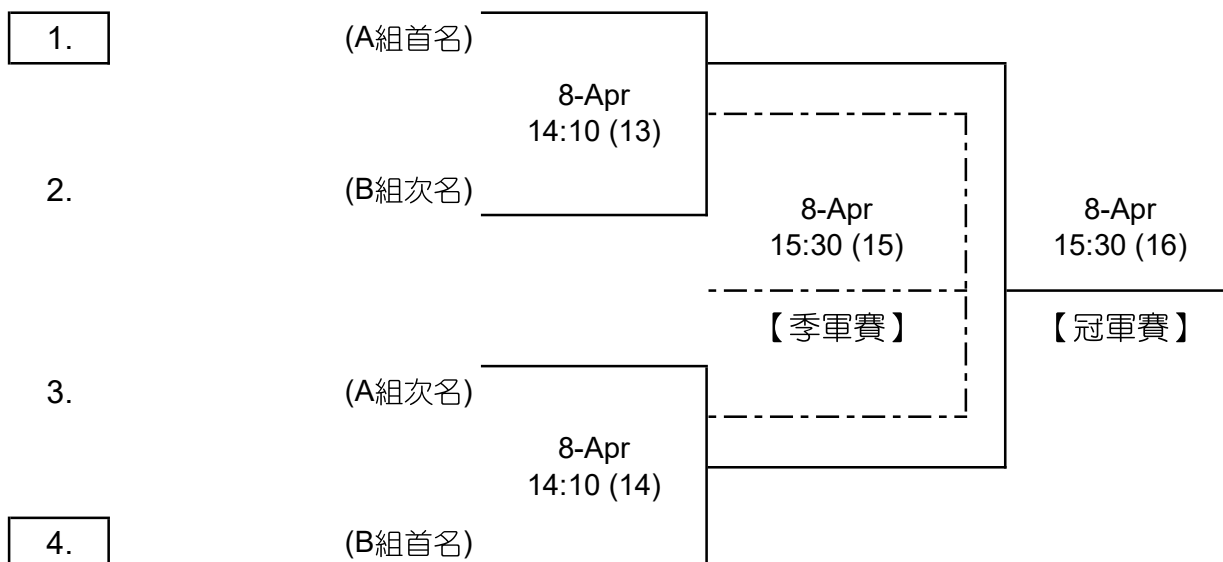 1.
(A組首名)
8-Apr
14:10 (13)
2.
(B組次名)
8-Apr
15:30 (15)
【季軍賽】
8-Apr
15:30 (16)
【冠軍賽】
3.
(A組次名)
8-Apr
14:10 (14)
4.
(B組首名)